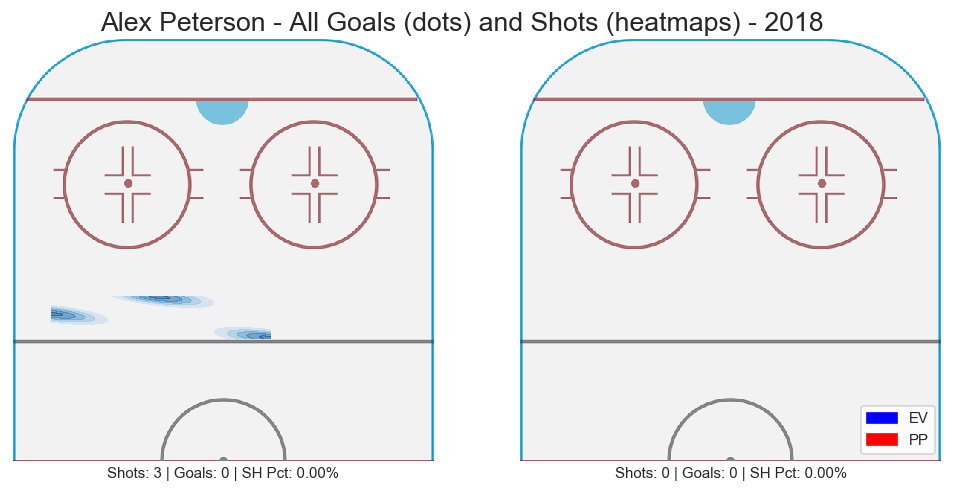 Alex Peterson - All Goals (dots) and Shots (heatmaps) - 2018
EV
PP
Shots: 3 | Goals: 0 | SH Pct: 0.00%
Shots: 0 | Goals: 0 | SH Pct: 0.00%